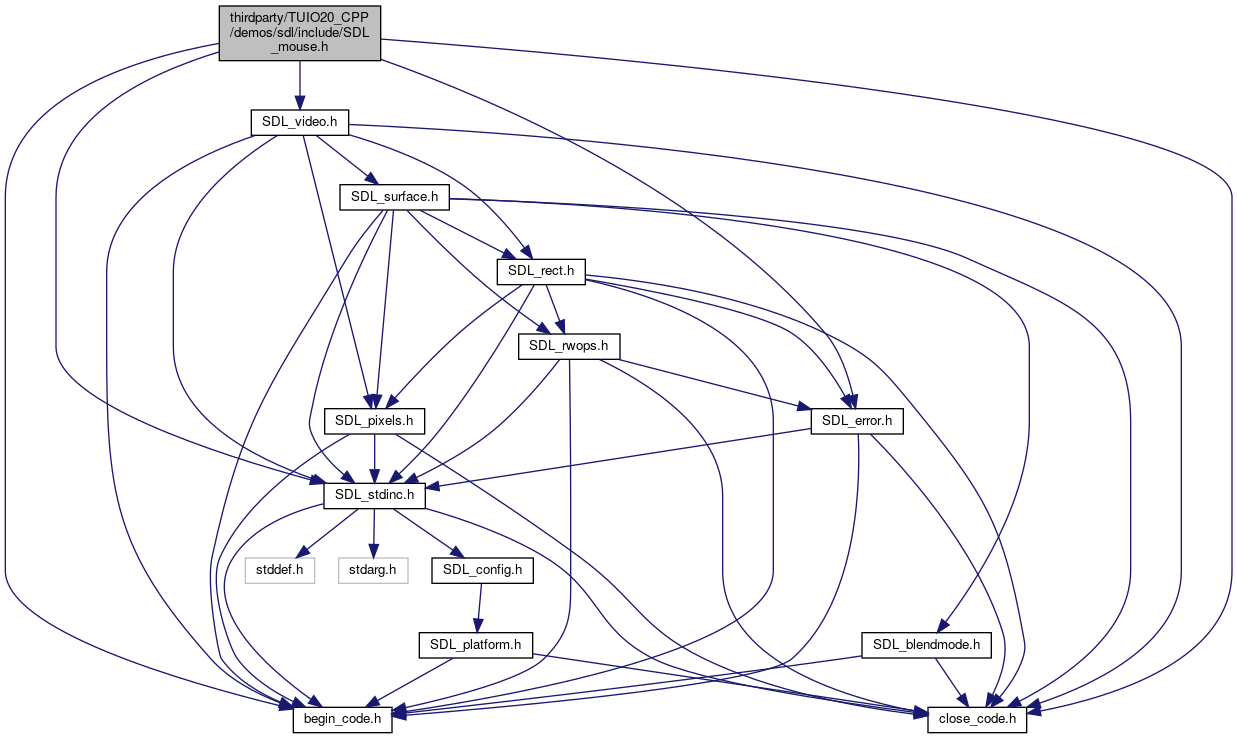 thirdparty/TUIO20_CPP
/demos/sdl/include/SDL
_mouse.h
SDL_video.h
SDL_surface.h
SDL_rect.h
SDL_rwops.h
SDL_pixels.h
SDL_error.h
SDL_stdinc.h
stddef.h
stdarg.h
SDL_config.h
SDL_platform.h
SDL_blendmode.h
begin_code.h
close_code.h